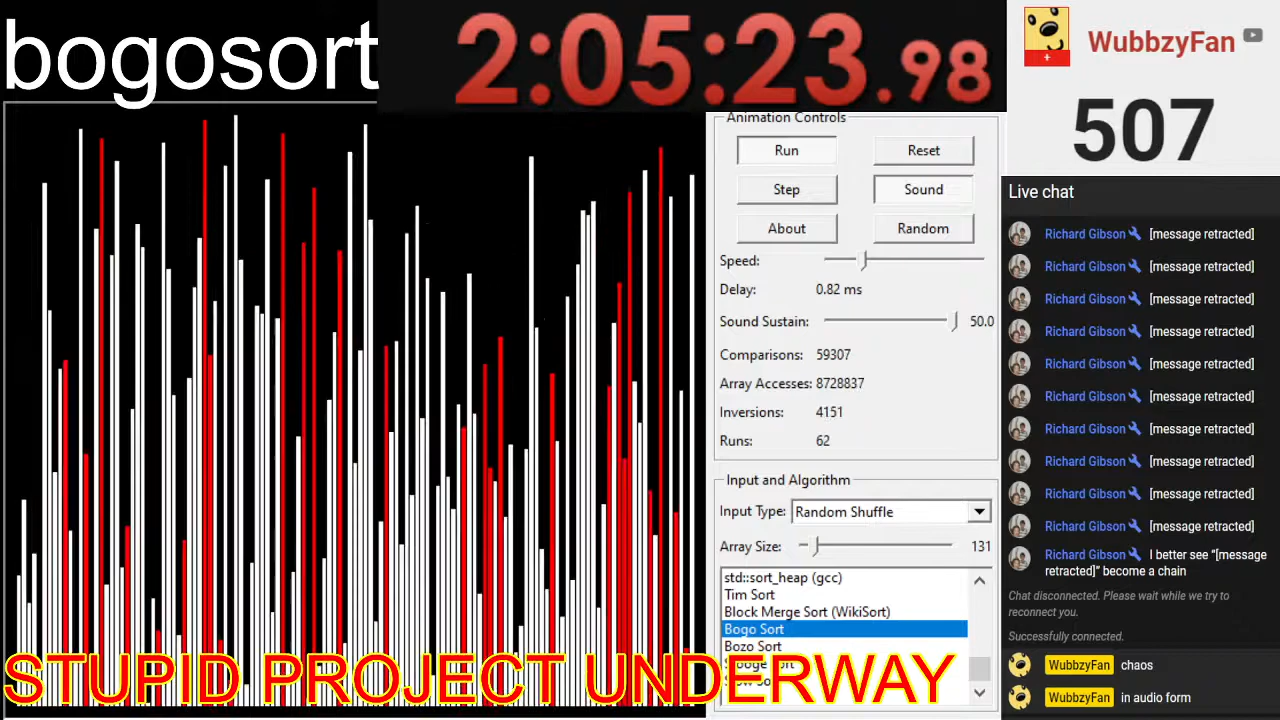 bogosort
2:05:23.98
WubbzyFan
507
Animation Controls
Run
Reset
Step
Sound
About
Random
Speed:
Delay: 0.82 ms
Sound Sustain: 50.0
Comparisons: 59307
Array Accesses: 8728837
Inversions: 4151
Runs: 62
Input and Algorithm
Input Type: Random Shuffle
Array Size: 131
std::sort_heap (gcc)
Tim Sort
Block Merge Sort (WikiSort)
Bogo Sort
Bozo Sort
STUPID PROJECT UNDERWAY
Live chat
Richard Gibson [message retracted]
Richard Gibson [message retracted]
Richard Gibson [message retracted]
Richard Gibson [message retracted]
Richard Gibson [message retracted]
Richard Gibson [message retracted]
Richard Gibson [message retracted]
Richard Gibson [message retracted]
Richard Gibson [message retracted]
Richard Gibson [message retracted]
Richard Gibson I better see "[message
retracted]" become a chain
Chat disconnected. Please wait while we try to
reconnect you.
Successfully connected.
WubbzyFan chaos
WubbzyFan in audio form